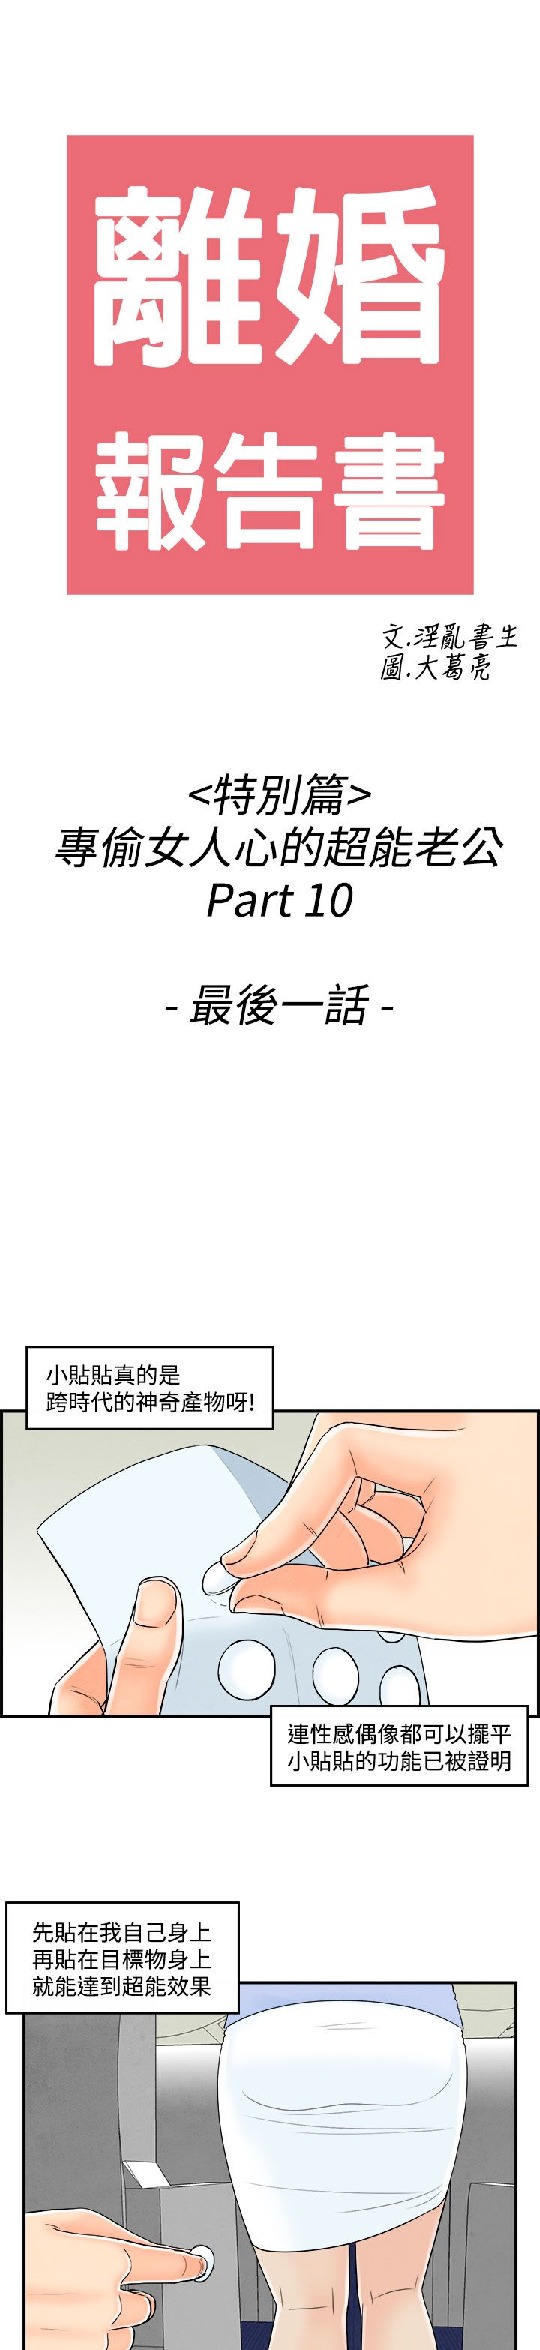 離婚
報告書
文.淫亂書生
圖.大葛亮
<特別篇>
專偷女人心的超能老公
Part 10
- 最後一話 -
小貼貼真的是
跨時代的神奇產物呀!
連性感偶像都可以擺平
小貼貼的功能已被證明
先貼在我自己身上
再貼在目標物身上
就能達到超能效果